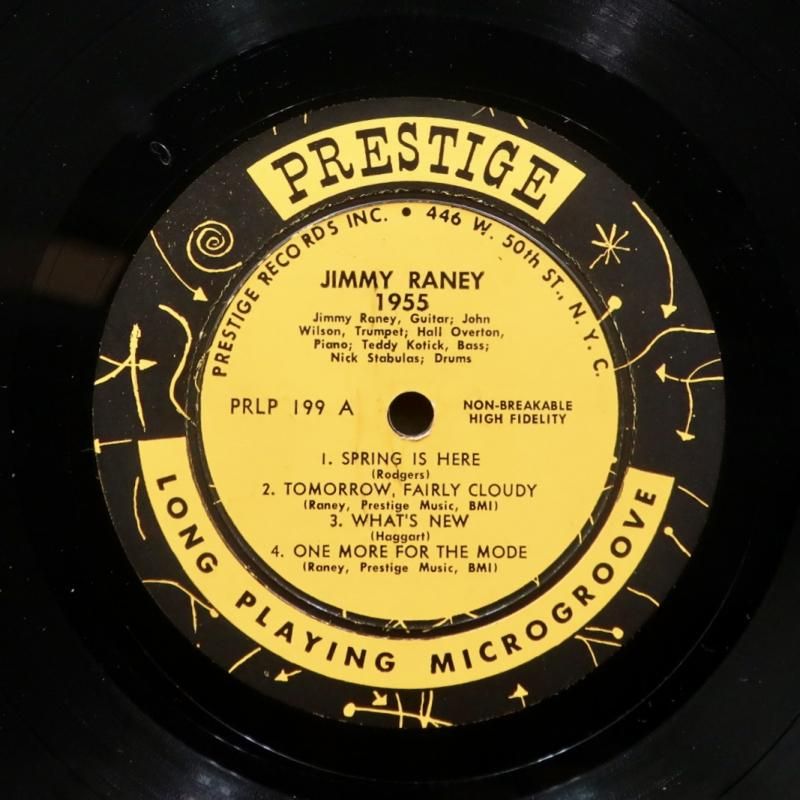 PRESTIGE
PRESTIGE RECORDS INC. • 446 W. 50th ST., N.Y.C.
JIMMY RANEY
1955
Jimmy Raney, Guitar; John
Wilson, Trumpet; Hall Overton,
Piano; Teddy Kotick, Bass;
Nick Stabulas; Drums
PRLP 199 A
NON-BREAKABLE
HIGH FIDELITY
1. SPRING IS HERE
(Rodgers)
2. TOMORROW, FAIRLY CLOUDY
(Raney, Prestige Music, BMI)
3. WHAT'S NEW
(Haggart)
4. ONE MORE FOR THE MODE
(Raney, Prestige Music, BMI)
LONG PLAYING MICROGROOVE